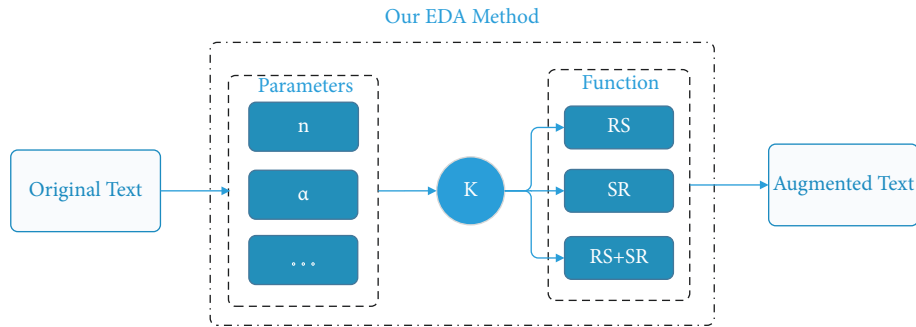 Our EDA Method
Parameters
Function
n
RS
Original Text
α
K
SR
Augmented Text
...
RS+SR